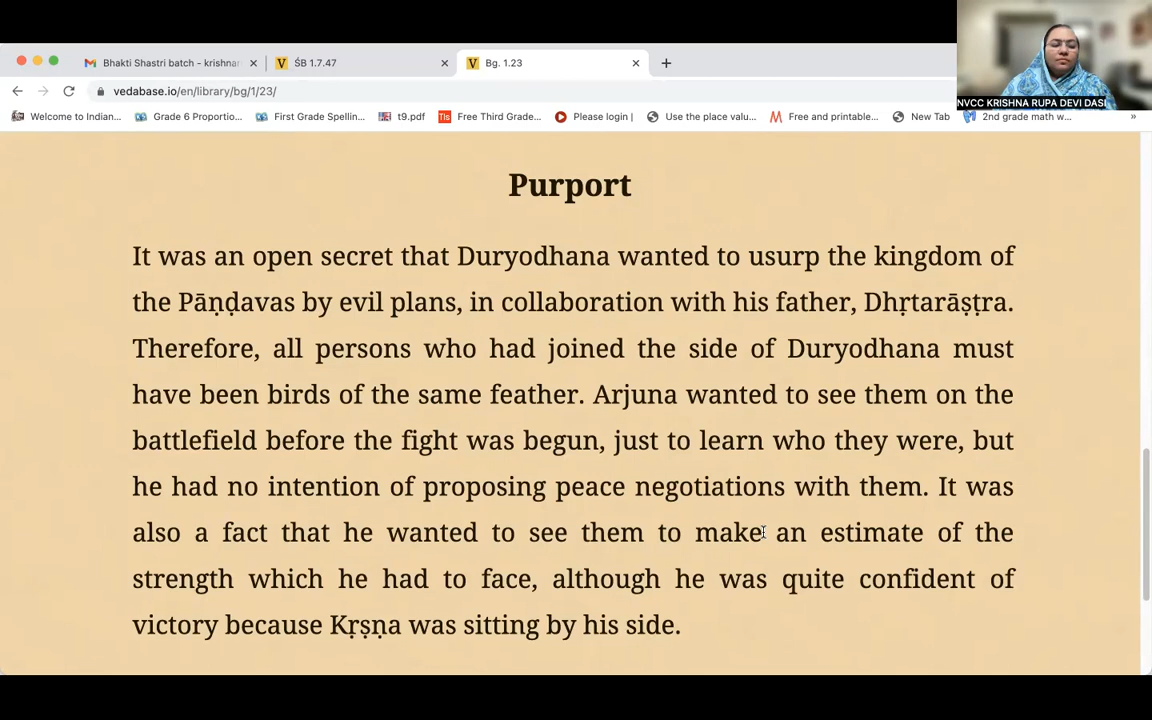 Bhakti Shastri batch - krishnar
ŚB 1.7.47
Bg. 1.23
vedabase.io/en/library/bg/1/23/
NVCC KRISHNA RUPA DEVI DASI
Welcome to Indian...
Grade 6 Proportio...
First Grade Spellin...
t9.pdf
TIs
Free Third Grade...
Please login |
Use the place valu...
Free and printable...
New Tab
2nd grade math w...
»
Purport
It was an open secret that Duryodhana wanted to usurp the kingdom of
the Pāṇḍavas by evil plans, in collaboration with his father, Dhṛtarāṣṭra.
Therefore, all persons who had joined the side of Duryodhana must
have been birds of the same feather. Arjuna wanted to see them on the
battlefield before the fight was begun, just to learn who they were, but
he had no intention of proposing peace negotiations with them. It was
also a fact that he wanted to see them to make an estimate of the
strength which he had to face, although he was quite confident of
victory because Kṛṣṇa was sitting by his side.